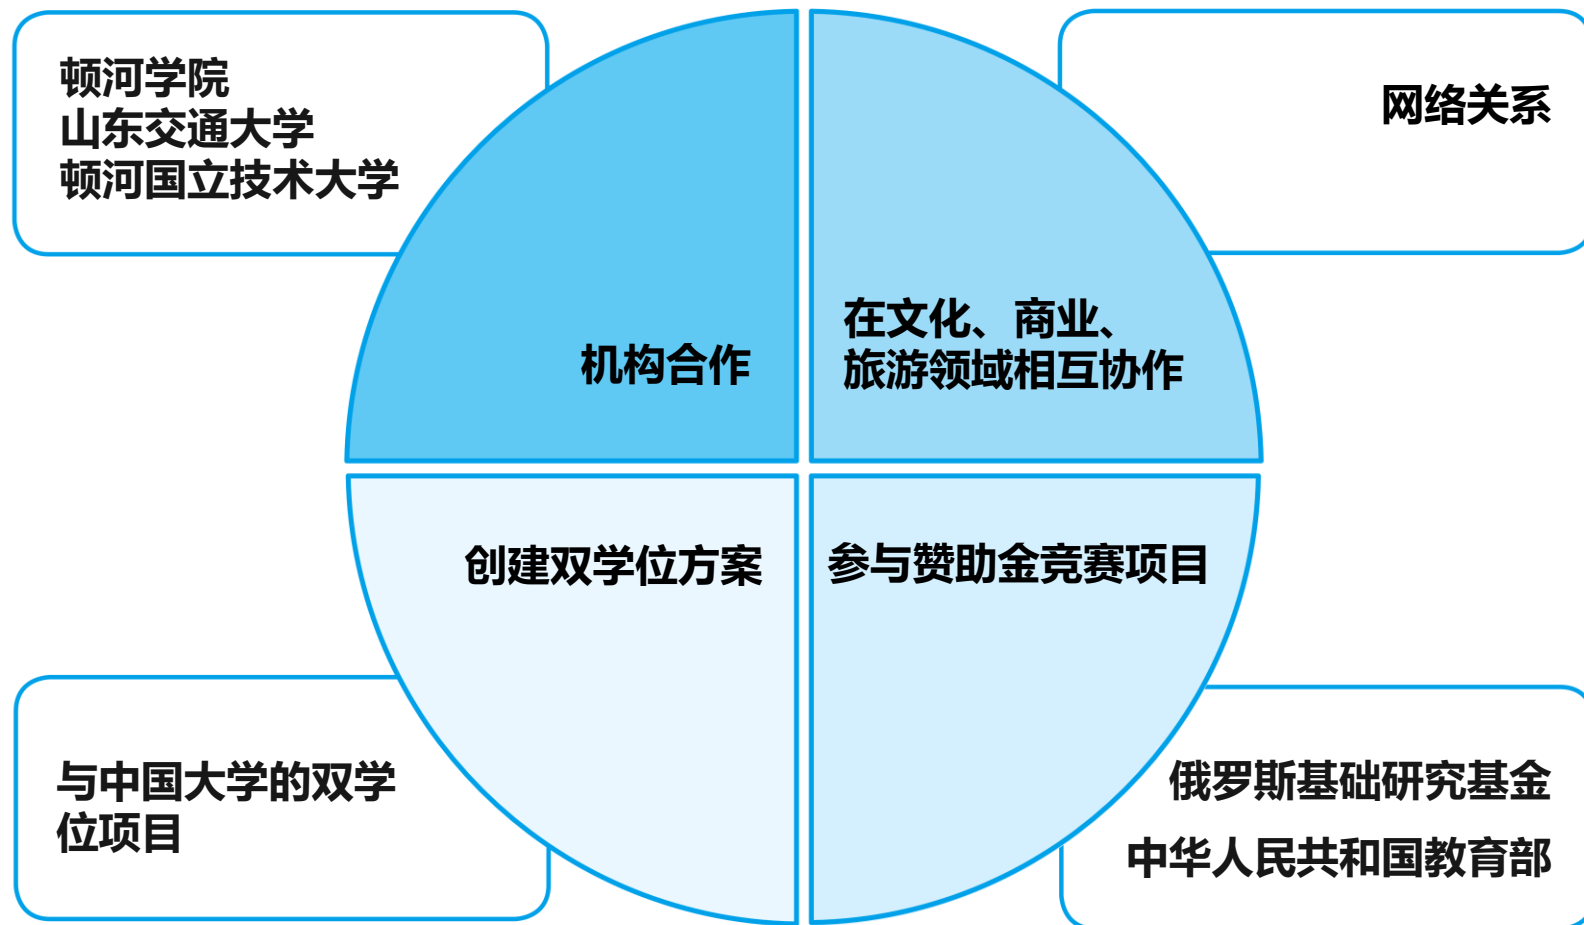 顿河学院
山东交通大学
顿河国立技术大学
网络关系
机构合作
在文化、商业、
旅游领域相互协作
创建双学位方案
参与赞助金竞赛项目
与中国大学的双学
位项目
俄罗斯基础研究基金
中华人民共和国教育部